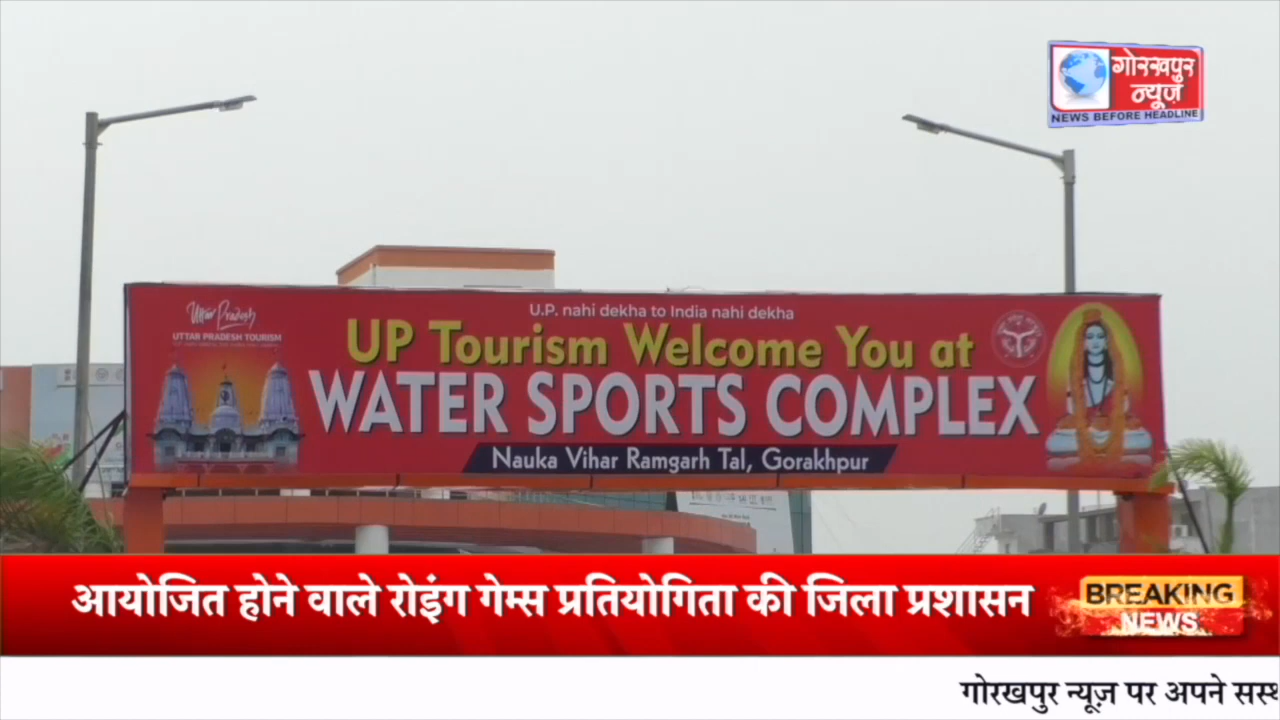 गोरखपुर
न्यूज़
NEWS BEFORE HEADLINE
U.P. nahi dekha to India nahi dekha
Uttar Pradesh
UTTAR PRADESH TOURISM
UP Tourism Welcome You at
WATER SPORTS COMPLEX
Nauka Vihar Ramgarh Tal, Gorakhpur
आयोजित होने वाले रोइंग गेम्स प्रतियोगिता की जिला प्रशासन
BREAKING
NEWS
गोरखपुर न्यूज़ पर अपने सस्